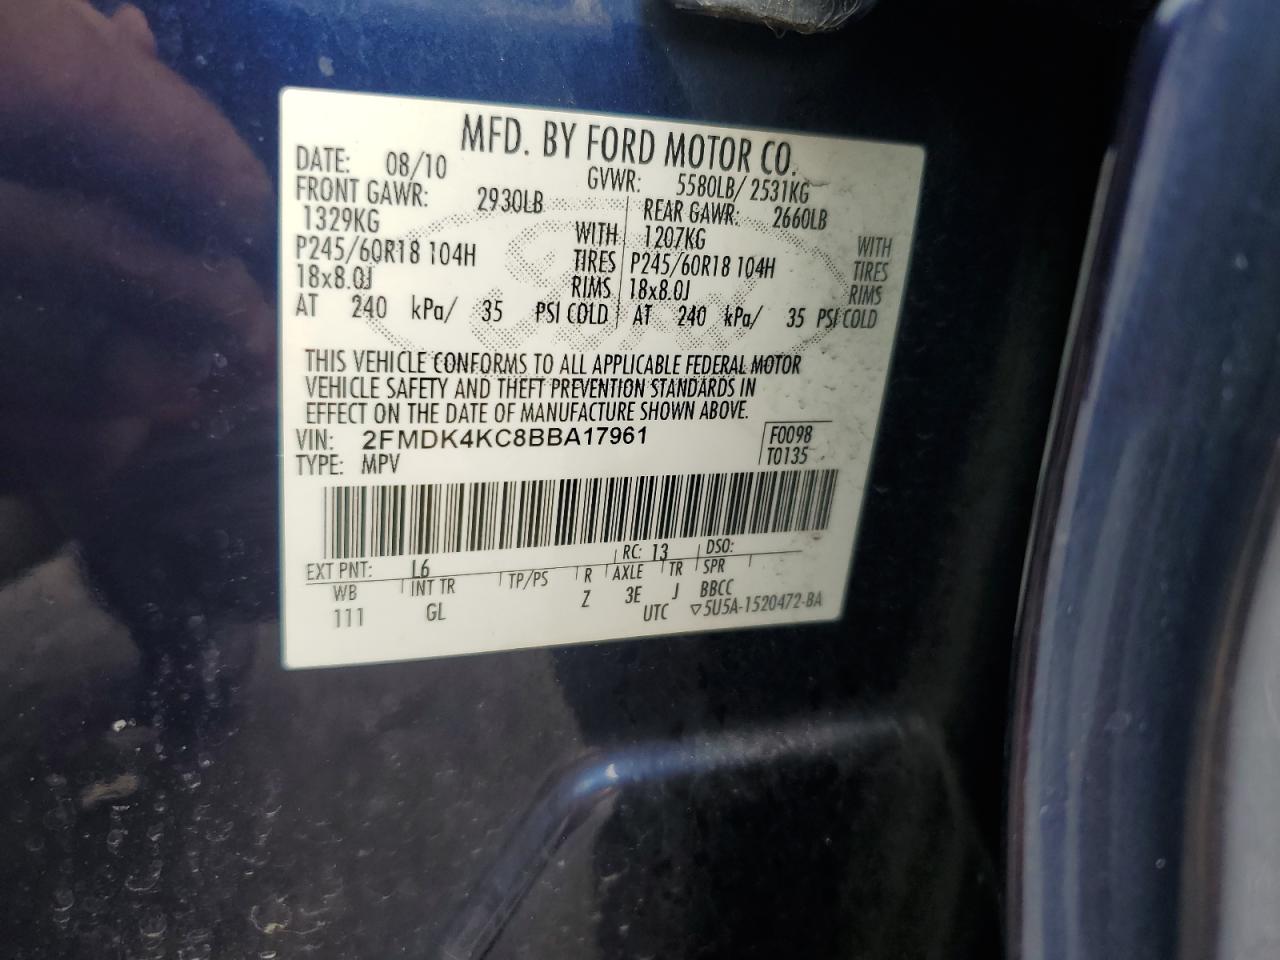 MFD. BY FORD MOTOR CO.
DATE: 08/10 GVWR: 5580LB/2531KG
FRONT GAWR: 2930LB REAR GAWR: 2660LB
1329KG WITH 1207KG WITH
P245/60R18 104H TIRES P245/60R18 104H TIRES
18x8.0J RIMS 18x8.0J RIMS
AT 240 kPa/ 35 PSI COLD AT 240 kPa/ 35 PSI COLD
THIS VEHICLE CONFORMS TO ALL APPLICABLE FEDERAL MOTOR
VEHICLE SAFETY AND THEFT PREVENTION STANDARDS IN
EFFECT ON THE DATE OF MANUFACTURE SHOWN ABOVE.
VIN: 2FMDK4KC8BBA17961 F0098
TYPE: MPV T0135
EXT PNT: L6 RC: 13 DSO:
WB INT TR TP/PS R AXLE TR SPR
111 GL Z 3E J BBCC
UTC ▽5U5A-1520472-BA